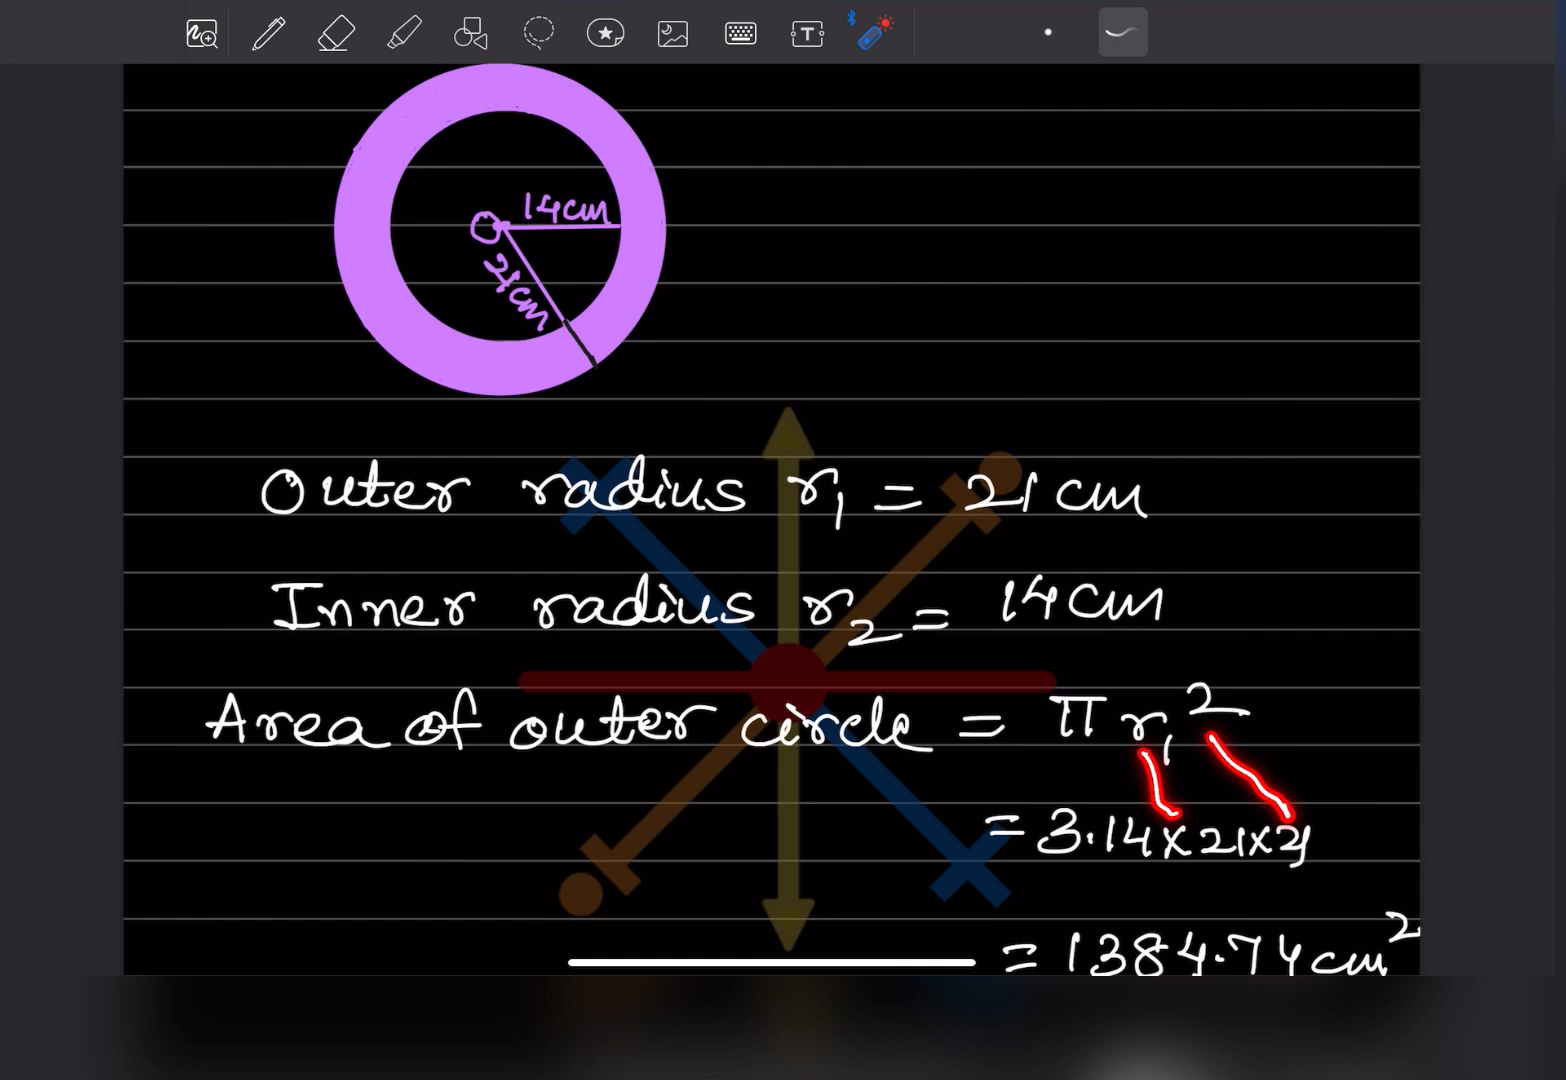 14cm
21cm
Outer radius r₁ = 21 cm
Inner radius r₂ = 14 cm
Area of outer circle = π r₁²
= 3.14 x 21 x 21
= 1384.74 cm²